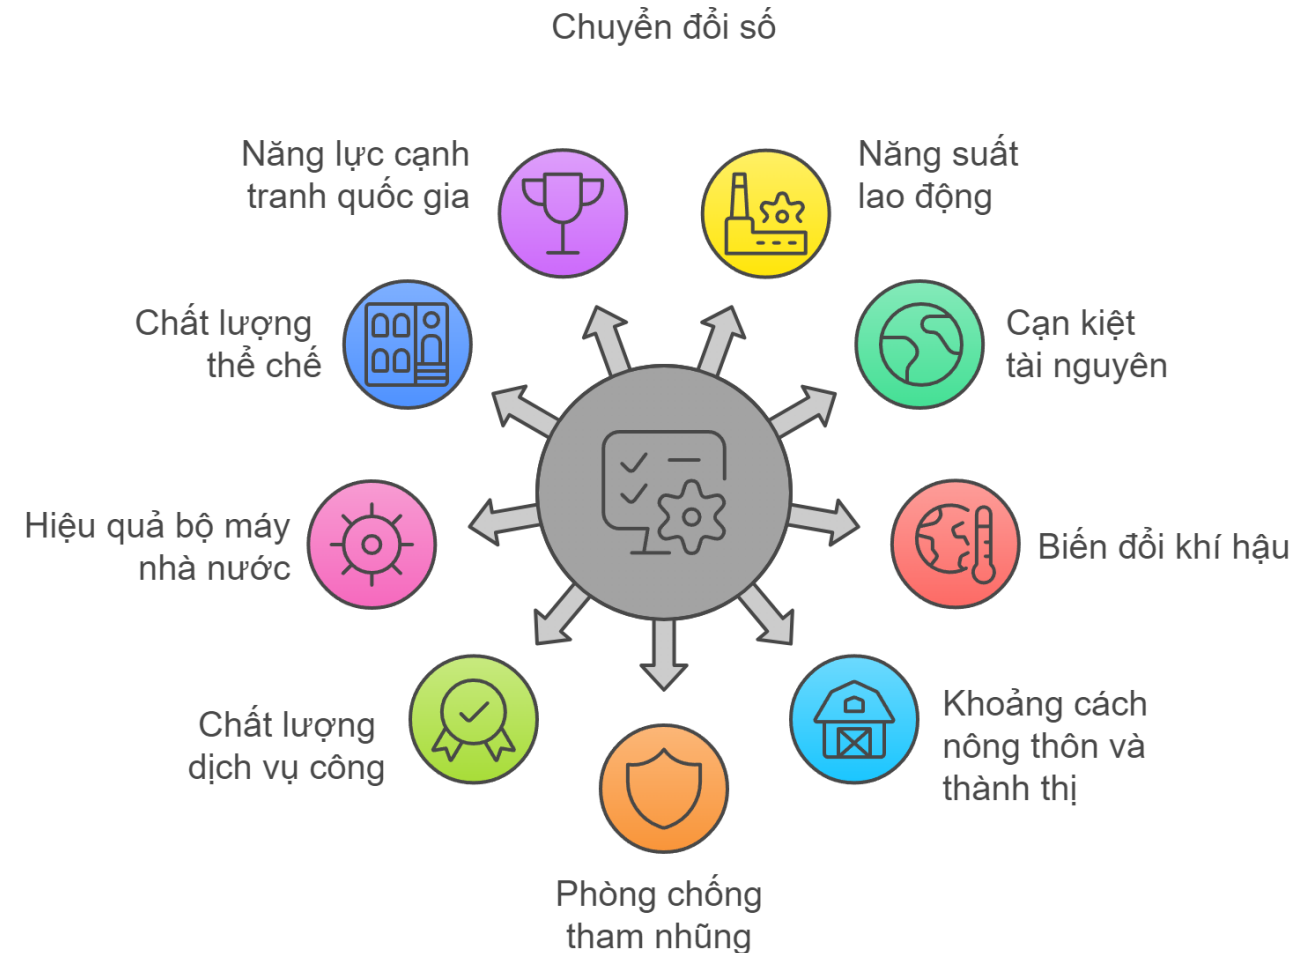 Chuyển đổi số
Năng lực cạnh
tranh quốc gia
Năng suất
lao động
Chất lượng
thể chế
Cạn kiệt
tài nguyên
Hiệu quả bộ máy
nhà nước
Biến đổi khí hậu
Chất lượng
dịch vụ công
Khoảng cách
nông thôn và
thành thị
Phòng chống
tham nhũng